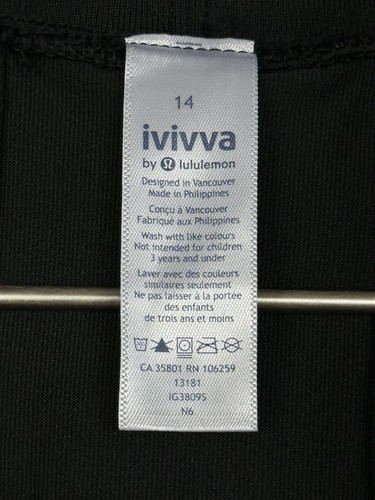 14
ivivva
by lululemon
Designed in Vancouver
Made in Philippines
Conçu à Vancouver
Fabriqué aux Philippines
Wash with like colours
Not intended for children
3 years and under
Laver avec des couleurs
similaires seulement
Ne pas laisser à la portée
des enfants
de trois ans et moins
CA 35801 RN 106259
13181
IG3809S
N6